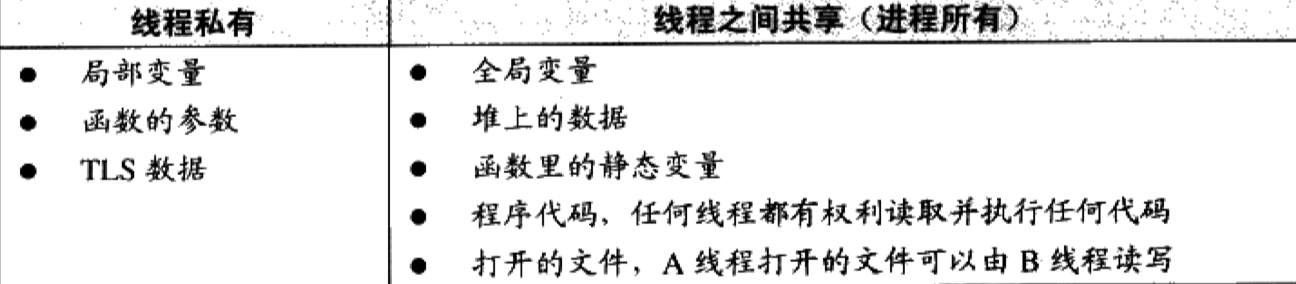 线程私有
线程之间共享（进程所有）
● 局部变量
● 函数的参数
● TLS 数据
● 全局变量
● 堆上的数据
● 函数里的静态变量
● 程序代码，任何线程都有权利读取并执行任何代码
● 打开的文件，A 线程打开的文件可以由 B 线程读写